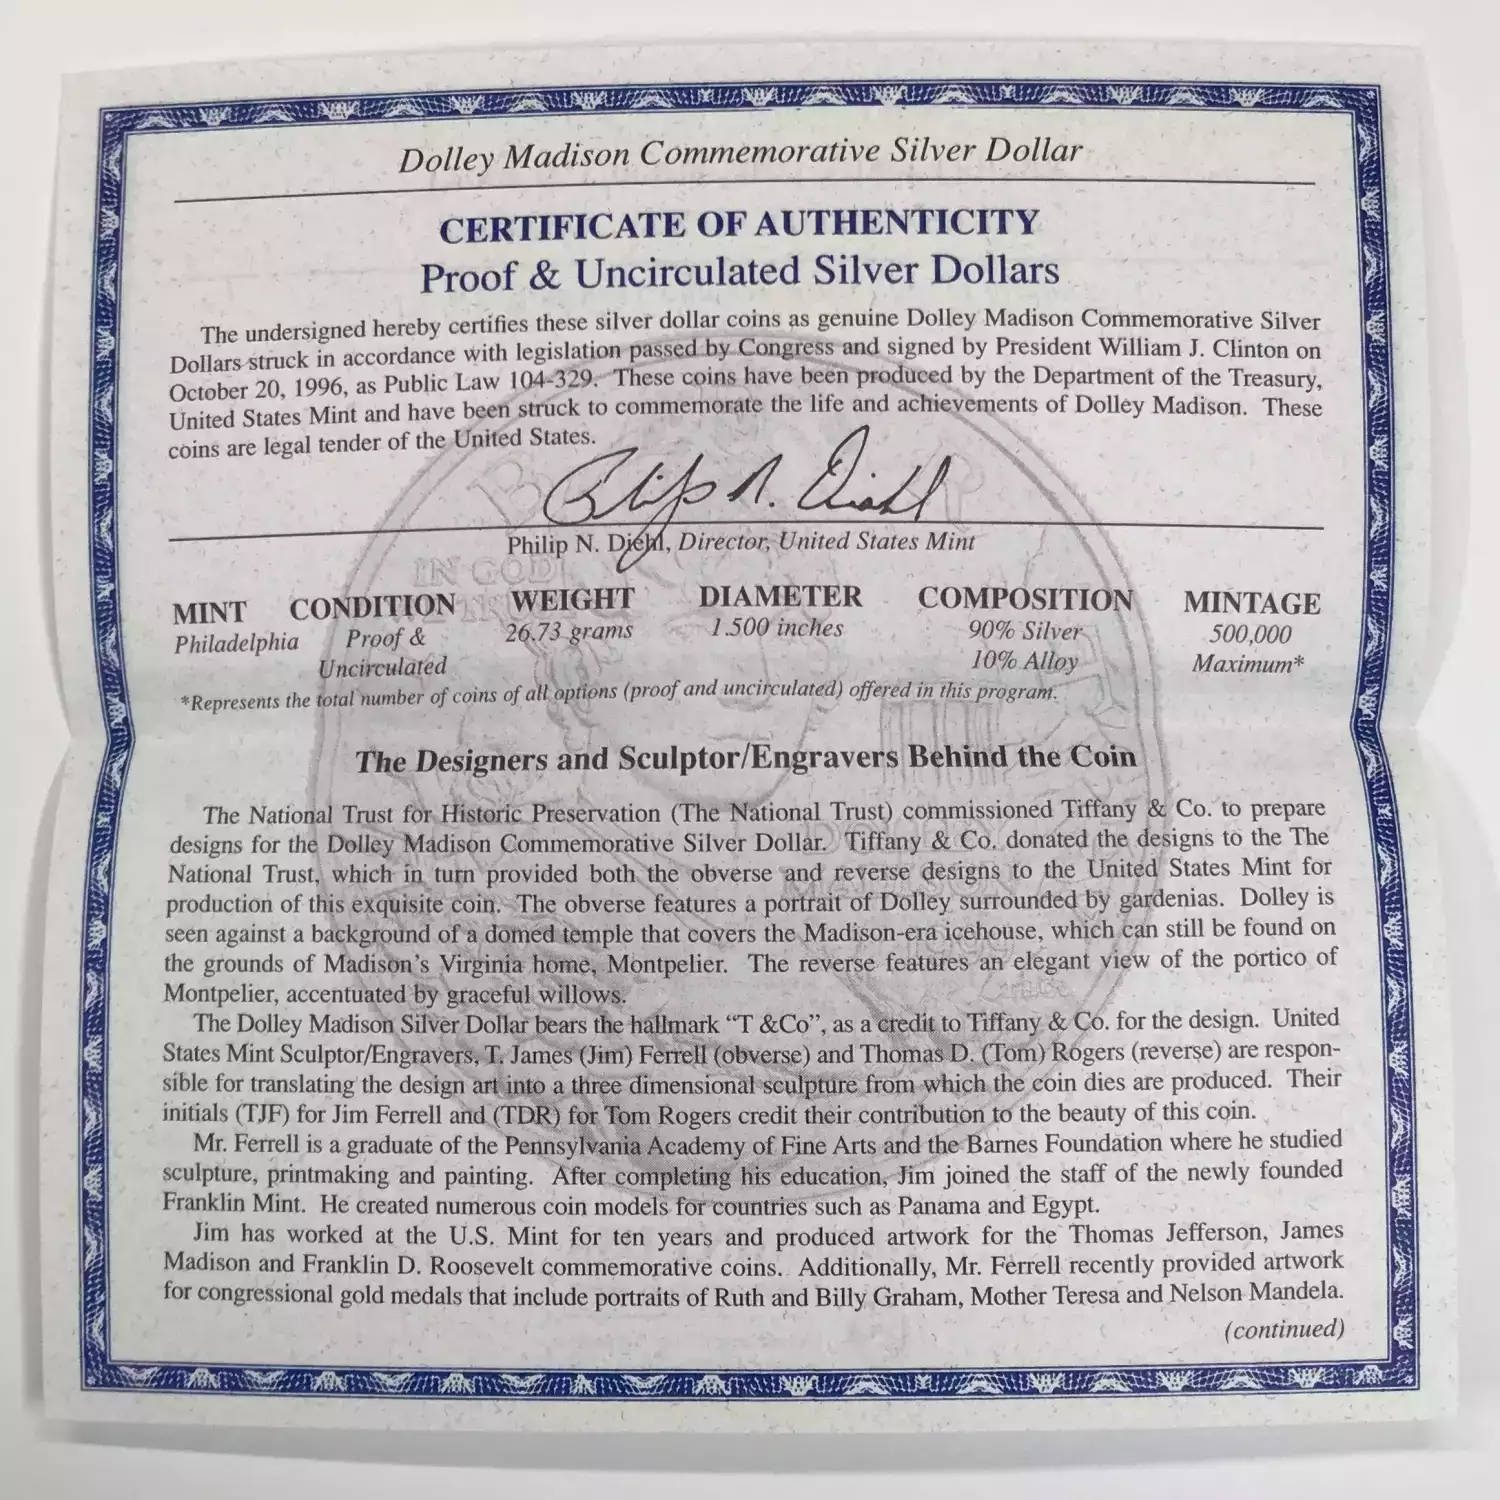 Dolley Madison Commemorative Silver Dollar
CERTIFICATE OF AUTHENTICITY
Proof & Uncirculated Silver Dollars
The undersigned hereby certifies these silver dollar coins as genuine Dolley Madison Commemorative Silver
Dollars struck in accordance with legislation passed by Congress and signed by President William J. Clinton on
October 20, 1996, as Public Law 104-329. These coins have been produced by the Department of the Treasury,
United States Mint and have been struck to commemorate the life and achievements of Dolley Madison. These
coins are legal tender of the United States.
Philip N. Diehl
Philip N. Diehl, Director, United States Mint
IN GOD
MINT CONDITION WEIGHT DIAMETER COMPOSITION MINTAGE
Philadelphia Proof & 26.73 grams 1.500 inches 90% Silver 500,000
Uncirculated 10% Alloy Maximum*
*Represents the total number of coins of all options (proof and uncirculated) offered in this program.
The Designers and Sculptor/Engravers Behind the Coin
The National Trust for Historic Preservation (The National Trust) commissioned Tiffany & Co. to prepare
designs for the Dolley Madison Commemorative Silver Dollar. Tiffany & Co. donated the designs to the The
National Trust, which in turn provided both the obverse and reverse designs to the United States Mint for
production of this exquisite coin. The obverse features a portrait of Dolley surrounded by gardenias. Dolley is
seen against a background of a domed temple that covers the Madison-era icehouse, which can still be found on
the grounds of Madison's Virginia home, Montpelier. The reverse features an elegant view of the portico of
Montpelier, accentuated by graceful willows.
The Dolley Madison Silver Dollar bears the hallmark “T &Co”, as a credit to Tiffany & Co. for the design. United
States Mint Sculptor/Engravers, T. James (Jim) Ferrell (obverse) and Thomas D. (Tom) Rogers (reverse) are respon-
sible for translating the design art into a three dimensional sculpture from which the coin dies are produced. Their
initials (TJF) for Jim Ferrell and (TDR) for Tom Rogers credit their contribution to the beauty of this coin.
Mr. Ferrell is a graduate of the Pennsylvania Academy of Fine Arts and the Barnes Foundation where he studied
sculpture, printmaking and painting. After completing his education, Jim joined the staff of the newly founded
Franklin Mint. He created numerous coin models for countries such as Panama and Egypt.
Jim has worked at the U.S. Mint for ten years and produced artwork for the Thomas Jefferson, James
Madison and Franklin D. Roosevelt commemorative coins. Additionally, Mr. Ferrell recently provided artwork
for congressional gold medals that include portraits of Ruth and Billy Graham, Mother Teresa and Nelson Mandela.
(continued)